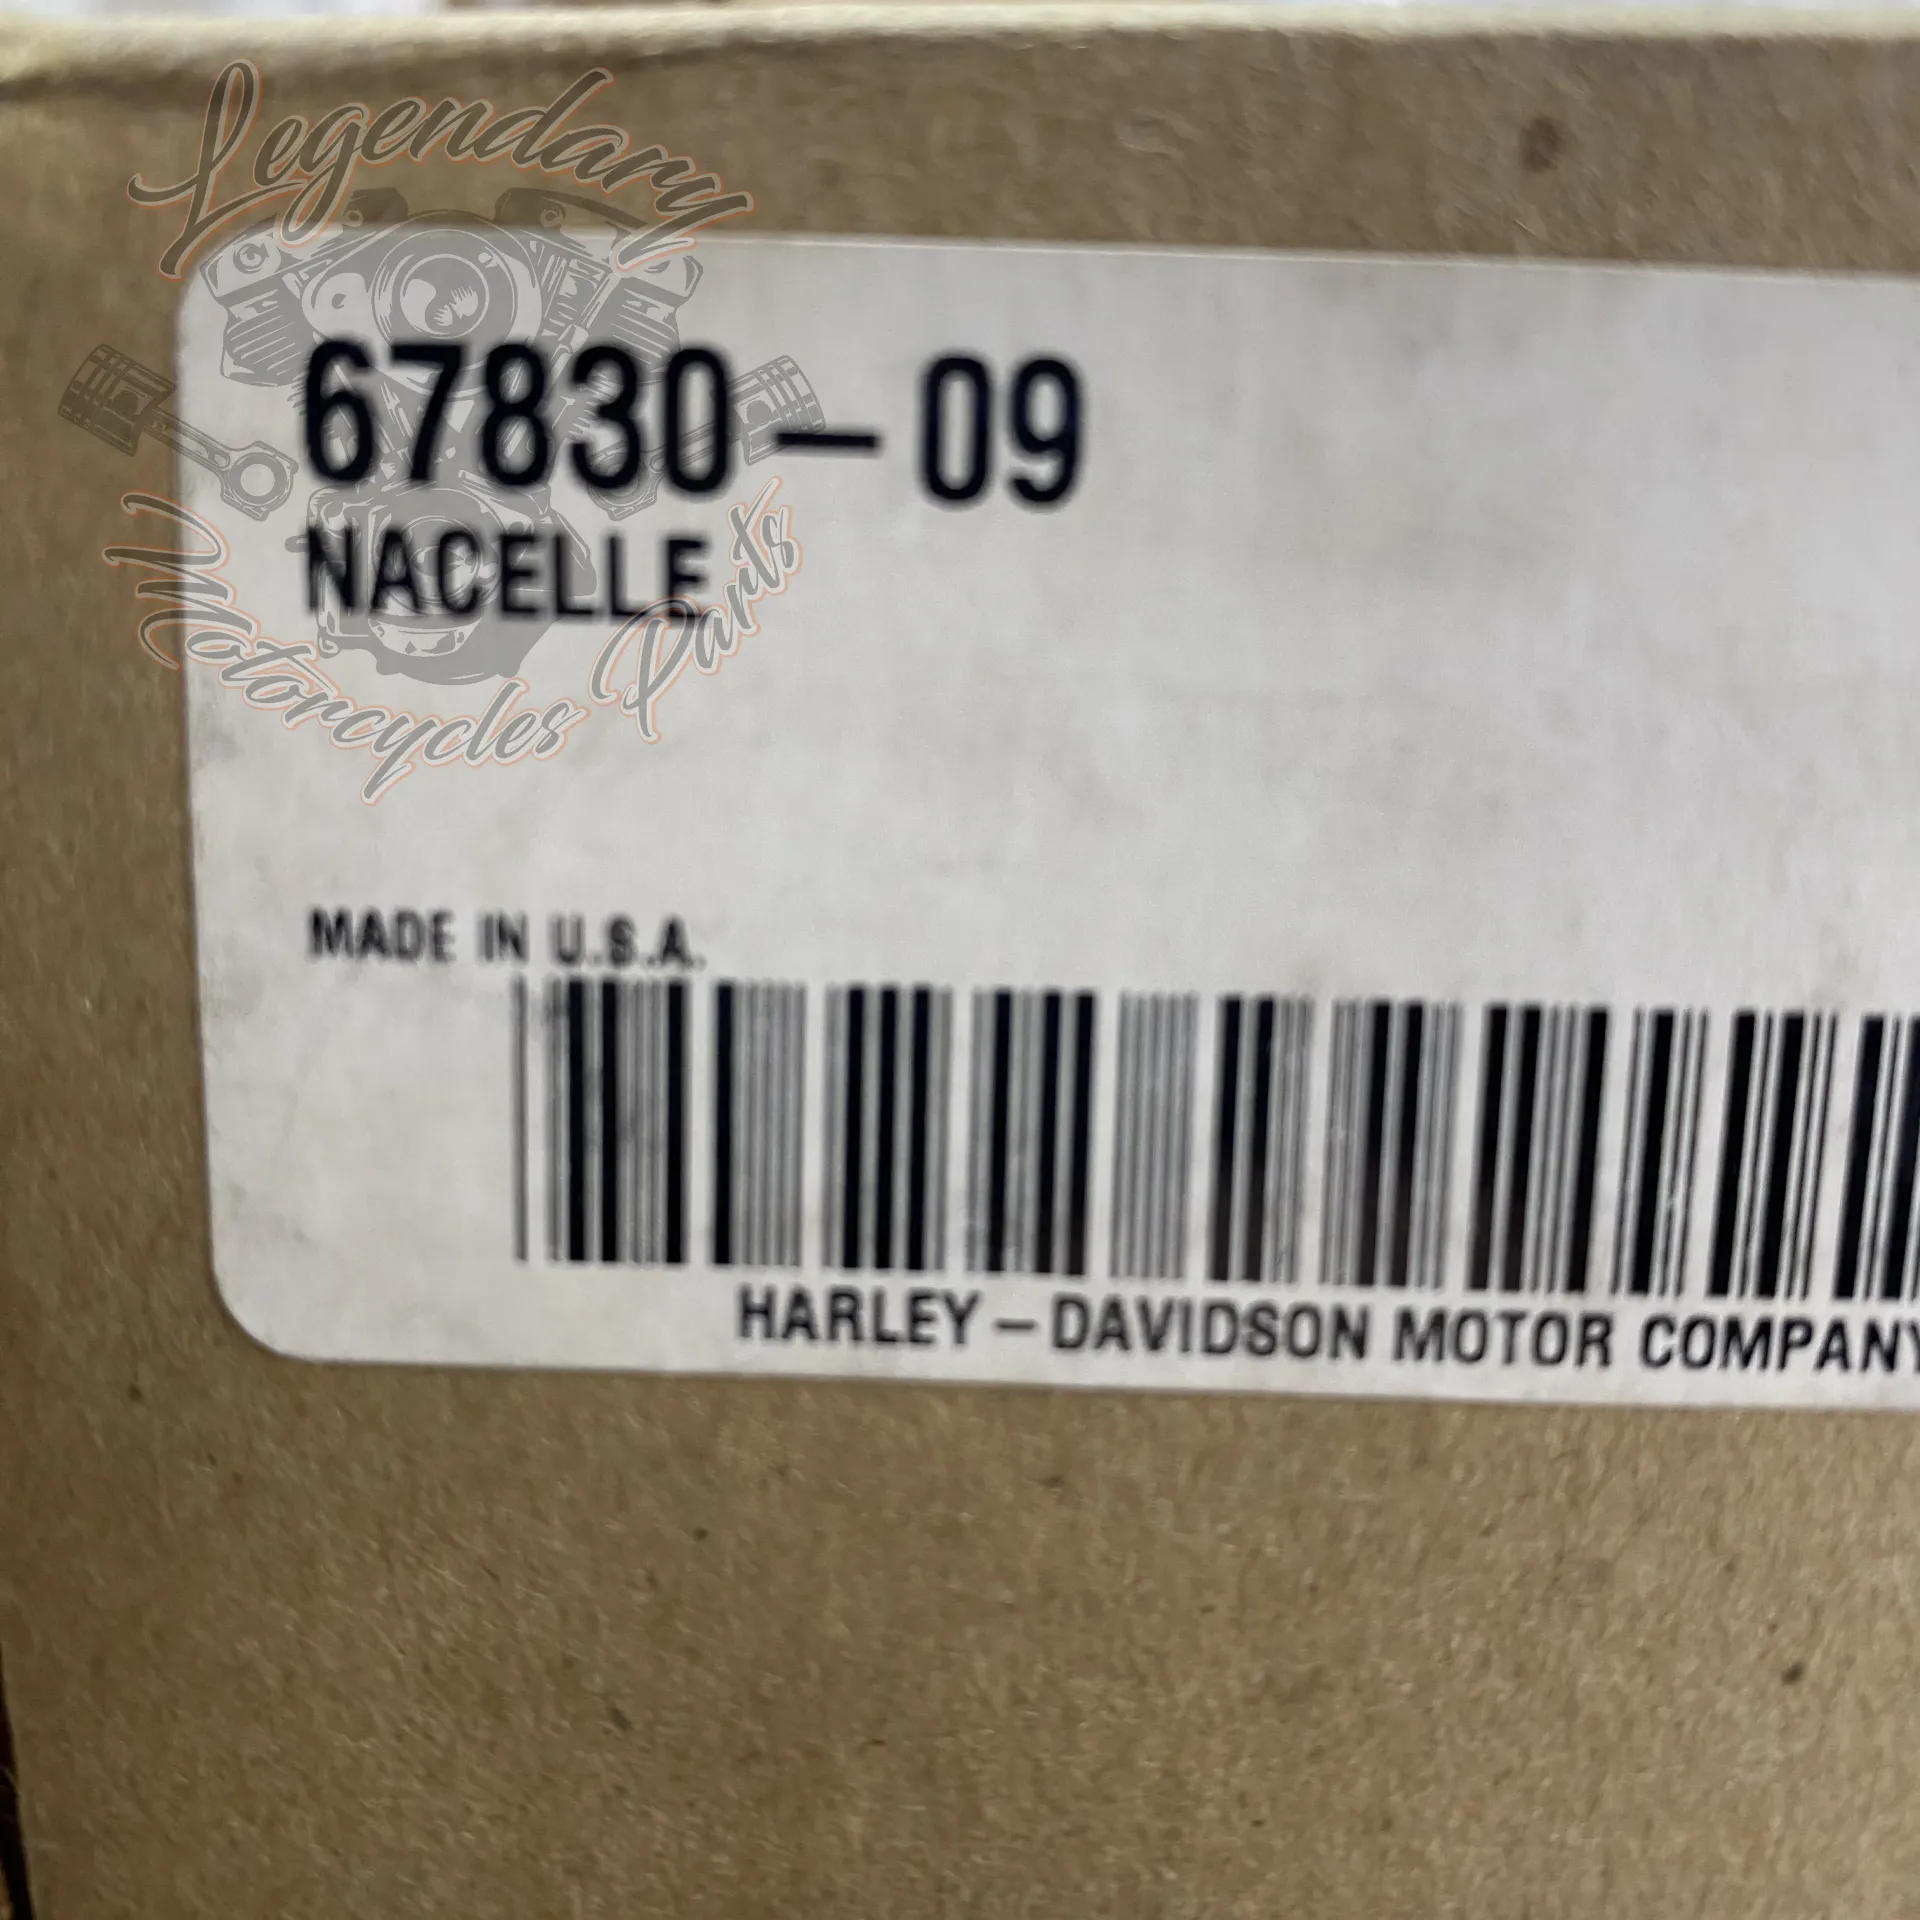 Legendary
67830-09
NACELLE
Motorcycles Parts
MADE IN U.S.A.
HARLEY-DAVIDSON MOTOR COMPANY